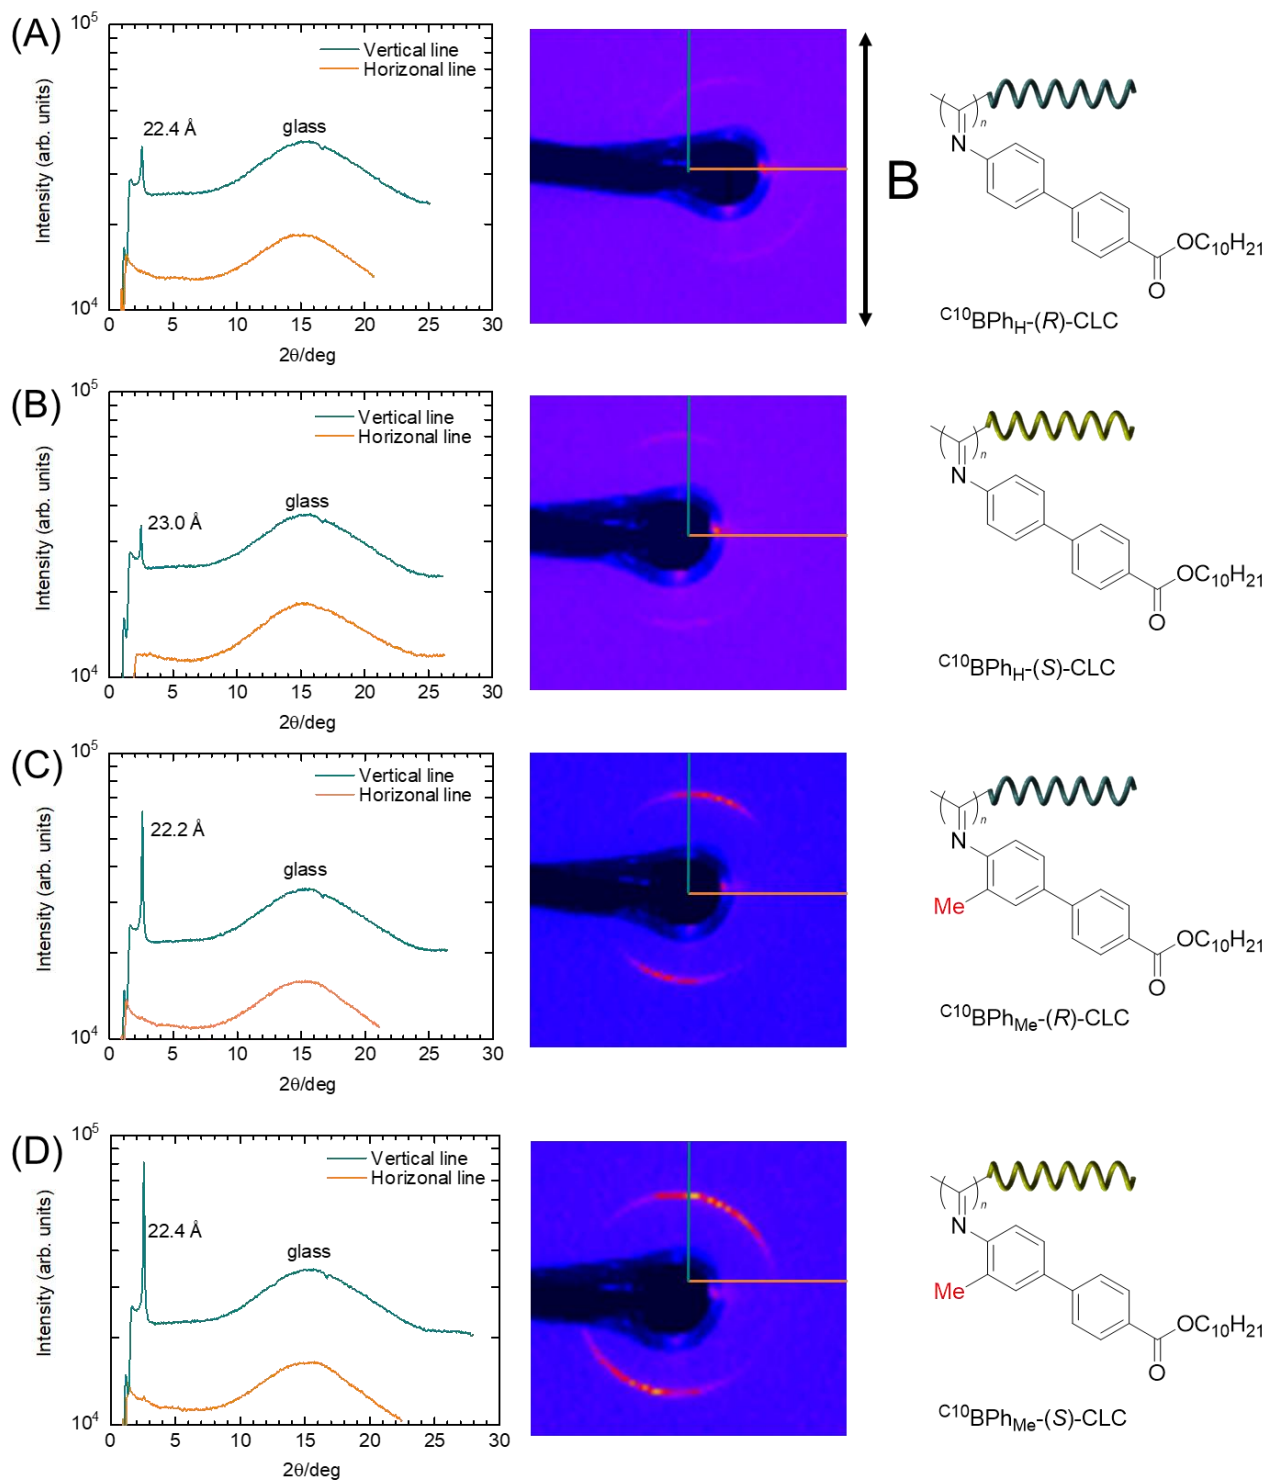 (A)
10⁵
10⁴
Intensity (arb. units)
Vertical line
Horizonal line
22.4 Å
glass
0 5 10 15 20 25 30
2θ/deg
B
( )n
N
OC₁₀H₂₁
O
C10BPhH-(R)-CLC
(B)
10⁵
10⁴
Intensity (arb. units)
Vertical line
Horizonal line
23.0 Å
glass
0 5 10 15 20 25 30
2θ/deg
( )n
N
OC₁₀H₂₁
O
C10BPhH-(S)-CLC
(C)
10⁵
10⁴
Intensity (arb. units)
Vertical line
Horizonal line
22.2 Å
glass
0 5 10 15 20 25 30
2θ/deg
( )n
N
Me
OC₁₀H₂₁
O
C10BPhMe-(R)-CLC
(D)
10⁵
10⁴
Intensity (arb. units)
Vertical line
Horizonal line
22.4 Å
glass
0 5 10 15 20 25 30
2θ/deg
( )n
N
Me
OC₁₀H₂₁
O
C10BPhMe-(S)-CLC